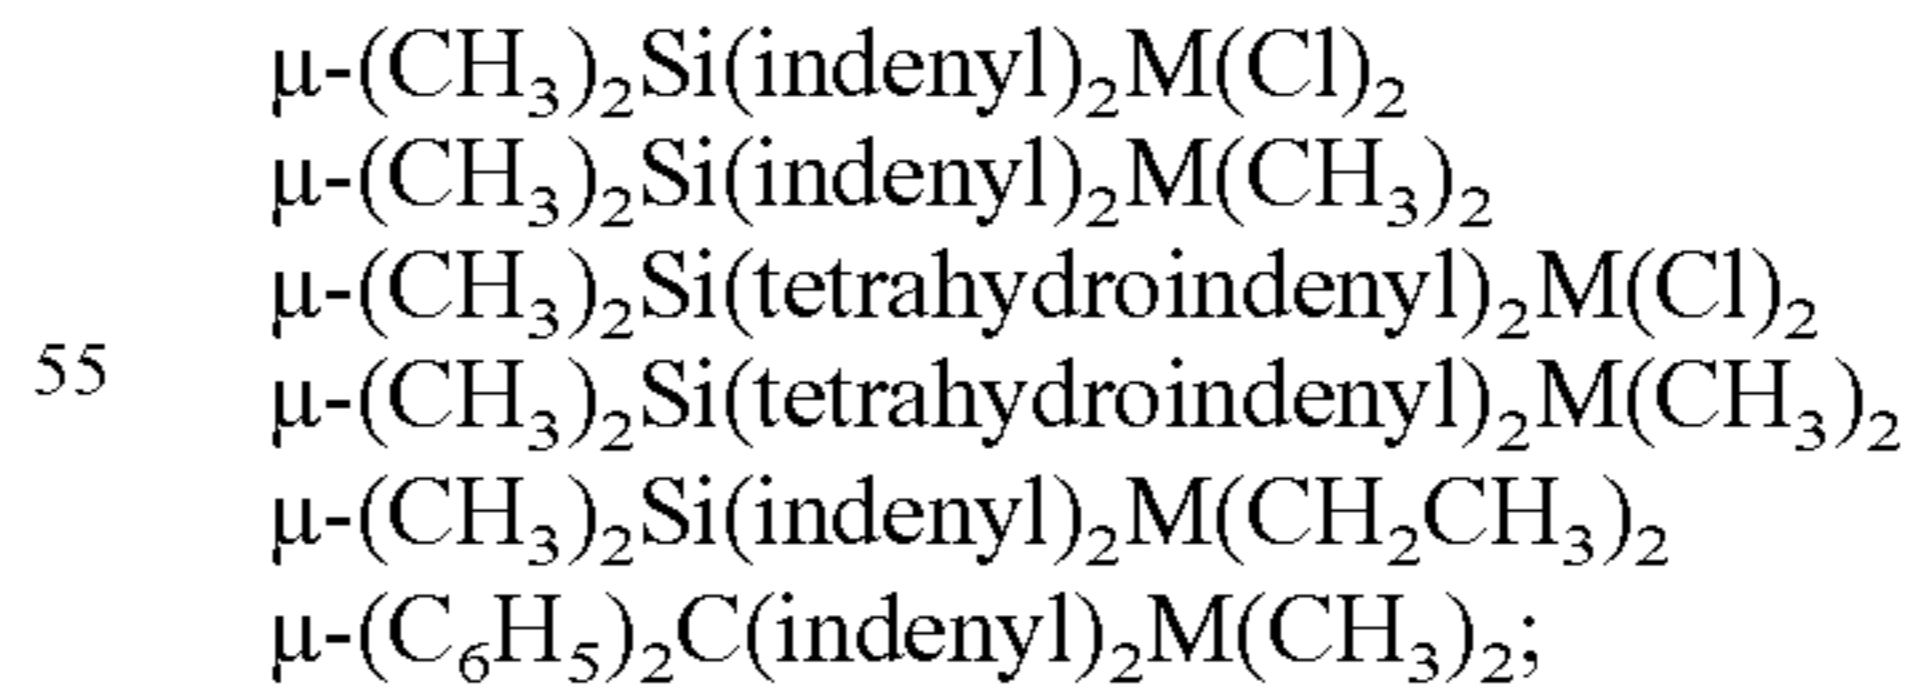 μ-(CH₃)₂Si(indenyl)₂M(Cl)₂
μ-(CH₃)₂Si(indenyl)₂M(CH₃)₂
μ-(CH₃)₂Si(tetrahydroindenyl)₂M(Cl)₂
55 μ-(CH₃)₂Si(tetrahydroindenyl)₂M(CH₃)₂
μ-(CH₃)₂Si(indenyl)₂M(CH₂CH₃)₂
μ-(C₆H₅)₂C(indenyl)₂M(CH₃)₂;